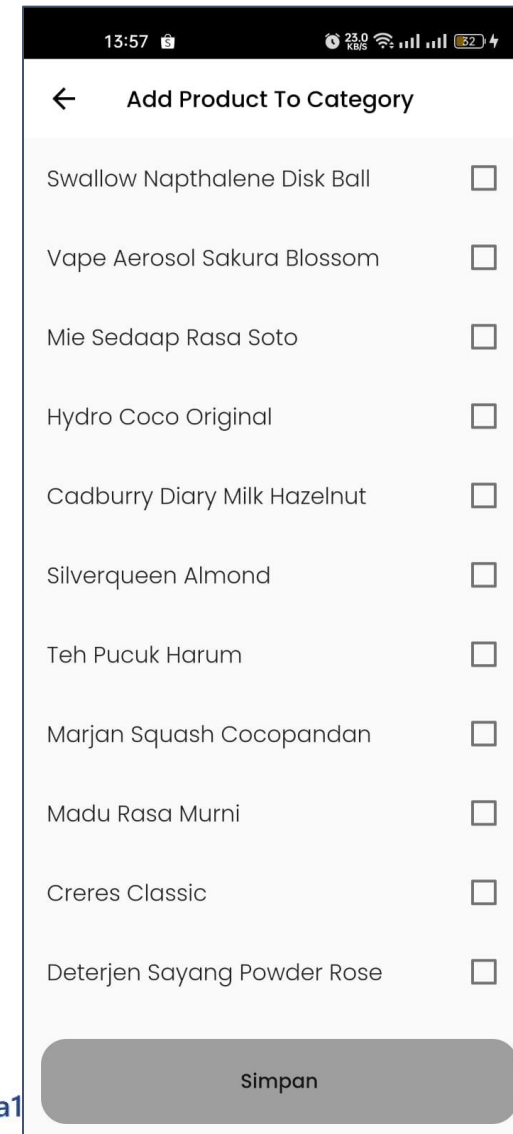 13:57 S 23.0 KB/S 32
Add Product To Category
Swallow Napthalene Disk Ball
Vape Aerosol Sakura Blossom
Mie Sedaap Rasa Soto
Hydro Coco Original
Cadburry Diary Milk Hazelnut
Silverqueen Almond
Teh Pucuk Harum
Marjan Squash Cocopandan
Madu Rasa Murni
Creres Classic
Deterjen Sayang Powder Rose
Simpan
a1